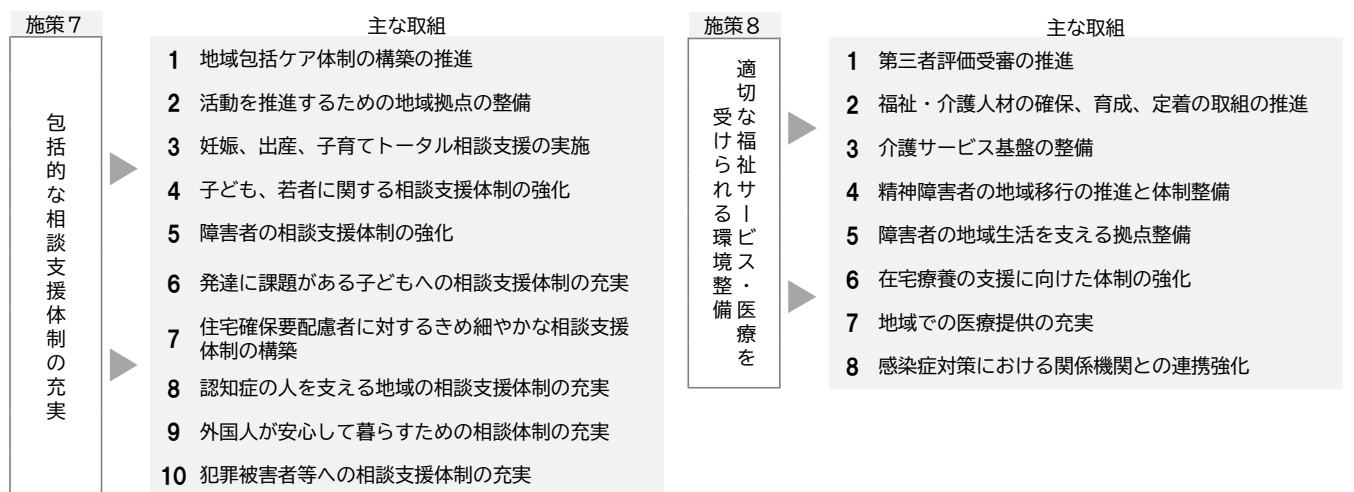 施策７
主な取組
包括的な相談支援体制の充実
1 地域包括ケア体制の構築の推進
2 活動を推進するための地域拠点の整備
3 妊娠、出産、子育てトータル相談支援の実施
4 子ども、若者に関する相談支援体制の強化
5 障害者の相談支援体制の強化
6 発達に課題がある子どもへの相談支援体制の充実
7 住宅確保要配慮者に対するきめ細やかな相談支援
体制の構築
8 認知症の人を支える地域の相談支援体制の充実
9 外国人が安心して暮らすための相談体制の充実
10 犯罪被害者等への相談支援体制の充実
施策８
主な取組
適切な福祉サービス・医療を
受けられる環境整備
1 第三者評価受審の推進
2 福祉・介護人材の確保、育成、定着の取組の推進
3 介護サービス基盤の整備
4 精神障害者の地域移行の推進と体制整備
5 障害者の地域生活を支える拠点整備
6 在宅療養の支援に向けた体制の強化
7 地域での医療提供の充実
8 感染症対策における関係機関との連携強化